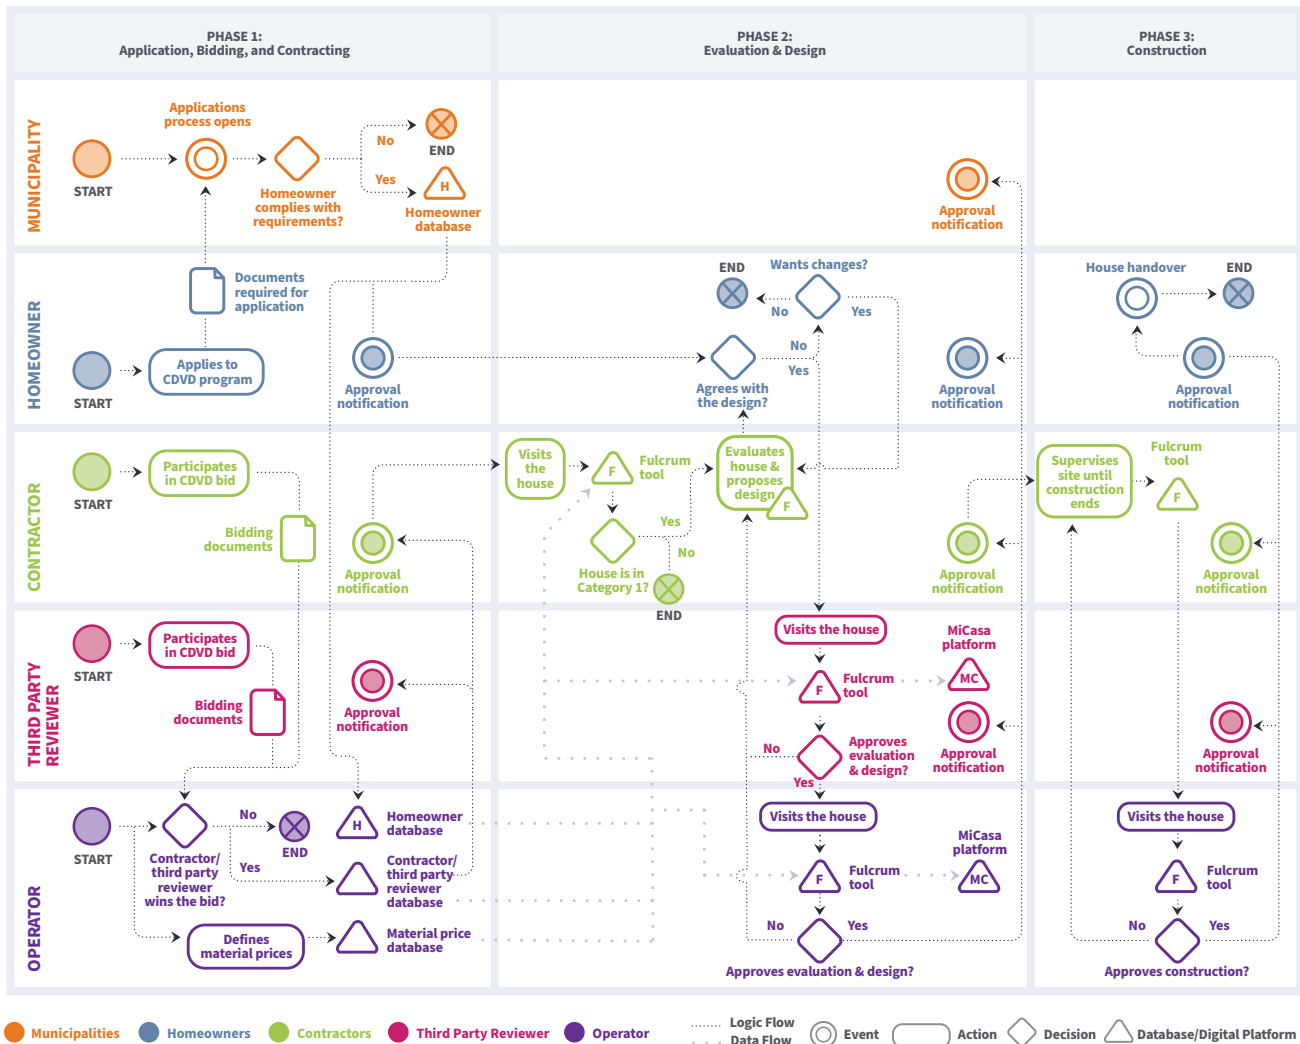 PHASE 1:
Application, Bidding, and Contracting
PHASE 2:
Evaluation & Design
PHASE 3:
Construction
MUNICIPALITY
START
Applications
process opens
Homeowner
complies with
requirements?
No
Yes
END
H
Homeowner
database
Approval
notification
HOMEOWNER
START
Applies to
CDVD program
Documents
required for
application
Approval
notification
END
Wants changes?
No
Yes
No
Yes
Agrees with
the design?
Approval
notification
House handover
END
Approval
notification
CONTRACTOR
START
Participates
in CDVD bid
Bidding
documents
Approval
notification
Visits
the
house
F
Fulcrum
tool
Yes
No
House is in
Category 1?
END
Evaluates
house &
proposes
design
F
Approval
notification
Supervises
site until
construction
ends
Fulcrum
tool
F
Approval
notification
THIRD PARTY
REVIEWER
START
Participates
in CDVD bid
Bidding
documents
Approval
notification
Visits the house
F
Fulcrum
tool
MiCasa
platform
MC
No
Yes
Approves
evaluation
& design?
Approval
notification
Approval
notification
OPERATOR
START
Contractor/
third party
reviewer
wins the bid?
No
Yes
END
Defines
material prices
H
Homeowner
database
Contractor/
third party
reviewer
database
Material price
database
Visits the house
F
Fulcrum
tool
MiCasa
platform
MC
No
Yes
Approves evaluation & design?
Visits the house
F
Fulcrum
tool
No
Yes
Approves construction?
Municipalities
Homeowners
Contractors
Third Party Reviewer
Operator
Logic Flow
Data Flow
Event
Action
Decision
Database/Digital Platform